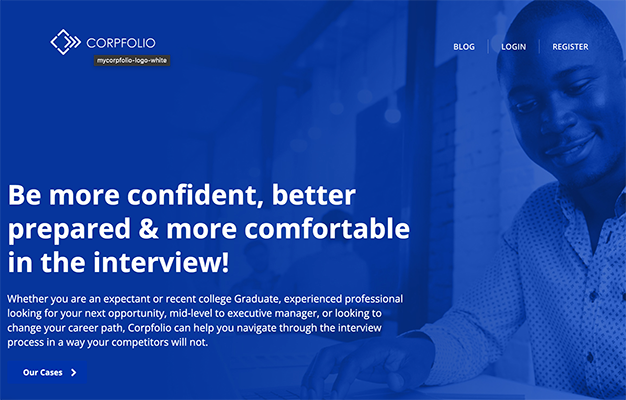 CORPFOLIO
mycorpfolio-logo-white
BLOG
LOGIN
REGISTER
Be more confident, better
prepared & more comfortable
in the interview!
Whether you are an expectant or recent college Graduate, experienced professional
looking for your next opportunity, mid-level to executive manager, or looking to
change your career path, Corpfolio can help you navigate through the interview
process in a way your competitors will not.
Our Cases